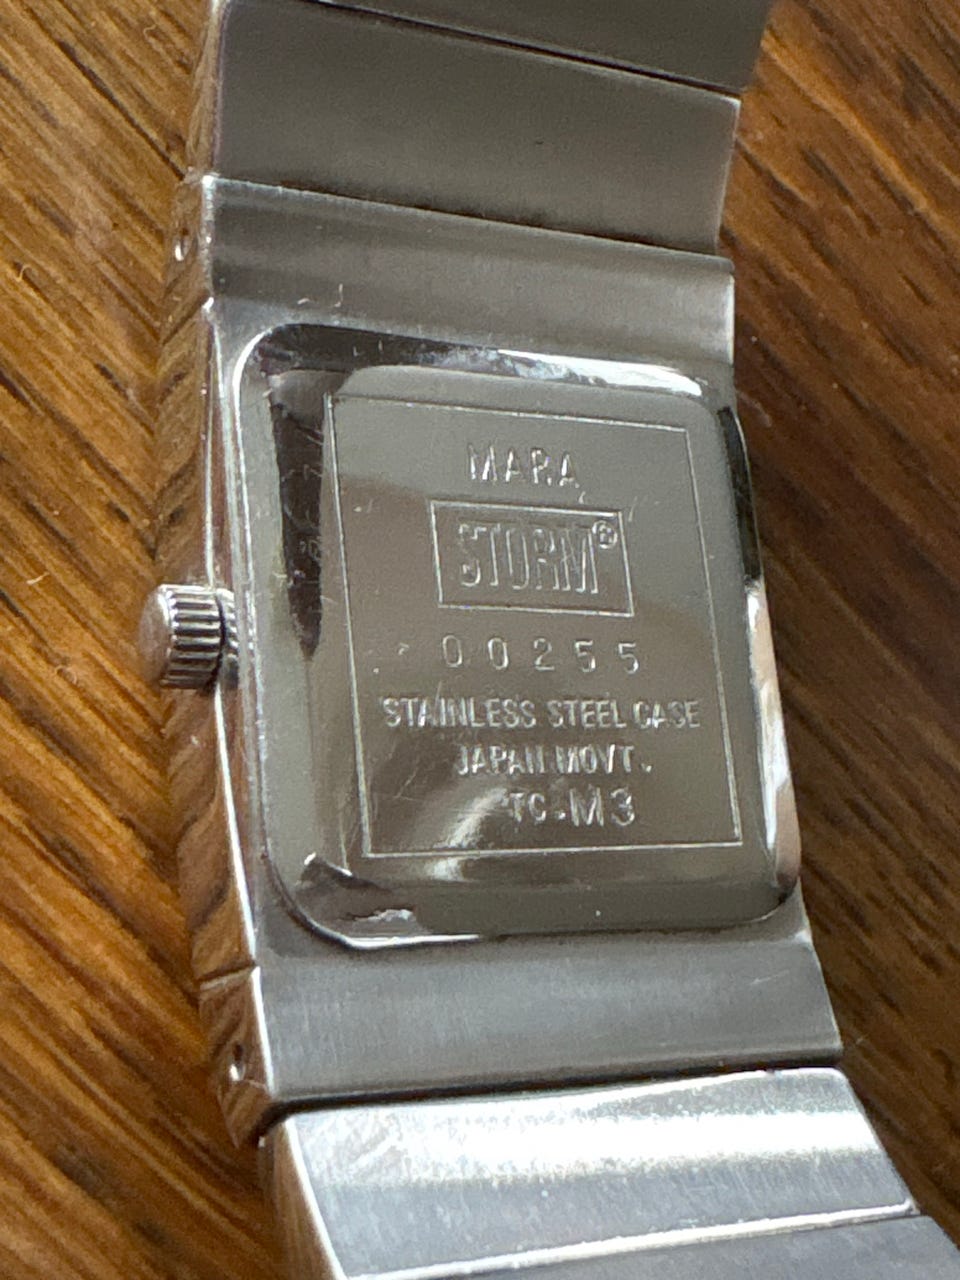 MARA
STORM®
00255
STAINLESS STEEL CASE
JAPAN MOVT.
TC-M3